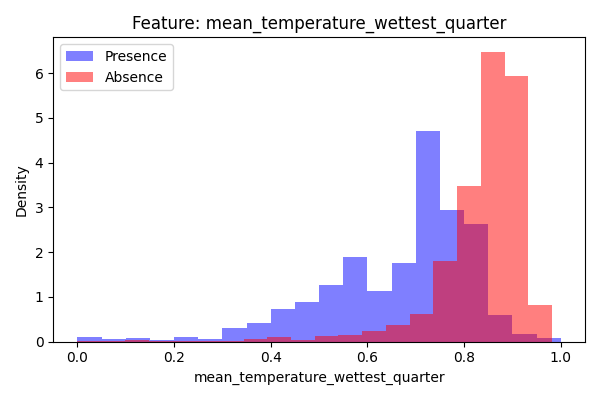 Feature: mean_temperature_wettest_quarter
Presence
Absence
Density
6
5
4
3
2
1
0
0.0 0.2 0.4 0.6 0.8 1.0
mean_temperature_wettest_quarter